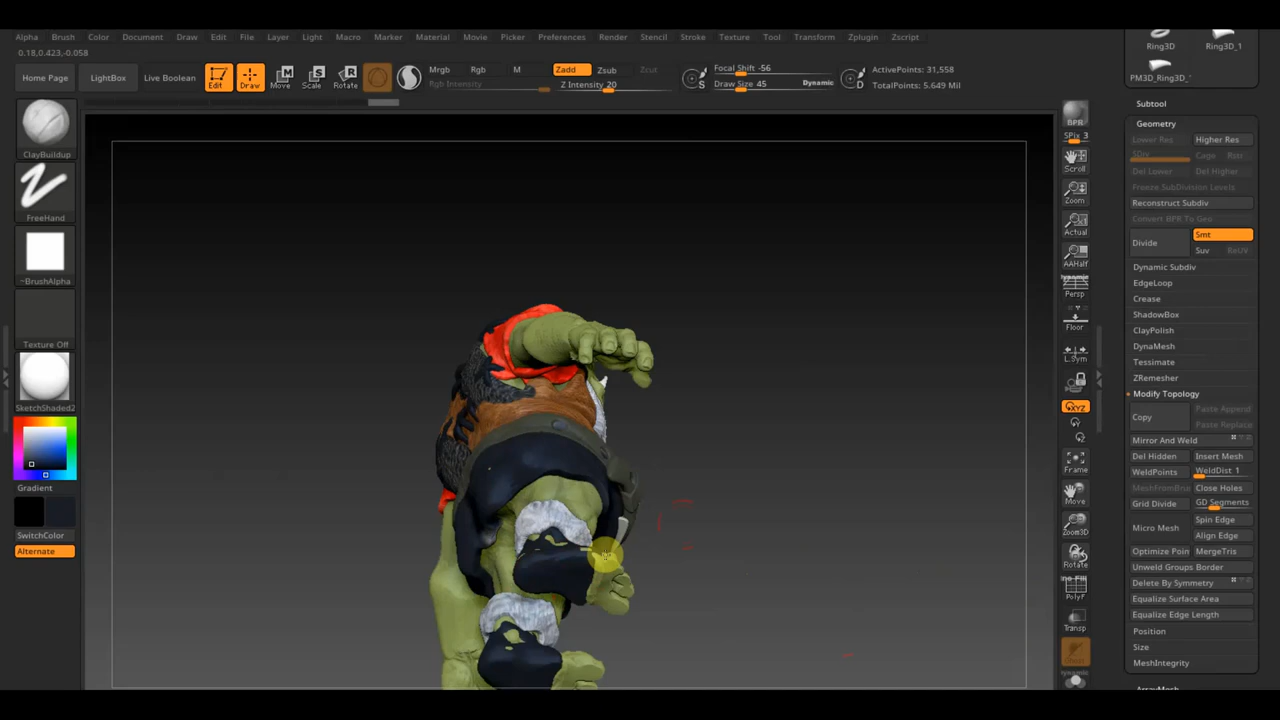 Alpha Brush Color Document Draw Edit File Layer Light Macro Marker Material Movie Picker Preferences Render Stencil Stroke Texture Tool Transform Zplugin Zscript
0.18,0.423,-0.058
Home Page LightBox Live Boolean Edit Draw Move Scale Rotate
Mrgb Rgb M
Rgb Intensity
Zadd Zsub Zcut
Z Intensity 20
S
Focal Shift -56
Draw Size 45 Dynamic
D
ActivePoints: 31,558
TotalPoints: 5.649 Mil
Ring3D Ring3D_1
PM3D_Ring3D_
ClayBuildup
FreeHand
~BrushAlpha
Texture Off
SketchShaded2
Gradient
SwitchColor
Alternate
BPR
SPix 3
Scroll
Zoom
Actual
AAHalf
Dynamic
Persp
Floor
L.Sym
XYZ
Frame
Move
Zoom3D
Rotate
PolyF
Transp
Dynamic
Subtool
Geometry
Lower Res Higher Res
SDiv Cage Rstr
Del Lower Del Higher
Freeze SubDivision Levels
Reconstruct Subdiv
Convert BPR To Geo
Divide Smt
Suv ReUV
Dynamic Subdiv
EdgeLoop
Crease
ShadowBox
ClayPolish
DynaMesh
Tessimate
ZRemesher
Modify Topology
Copy Paste Append
Paste Replace
Mirror And Weld
Del Hidden Insert Mesh
WeldPoints WeldDist 1
MeshFromBru Close Holes
Grid Divide GD Segments
Micro Mesh Spin Edge
Align Edge
Optimize Poin MergeTris
Unweld Groups Border
Delete By Symmetry
Equalize Surface Area
Equalize Edge Length
Position
Size
MeshIntegrity
ArrayMesh